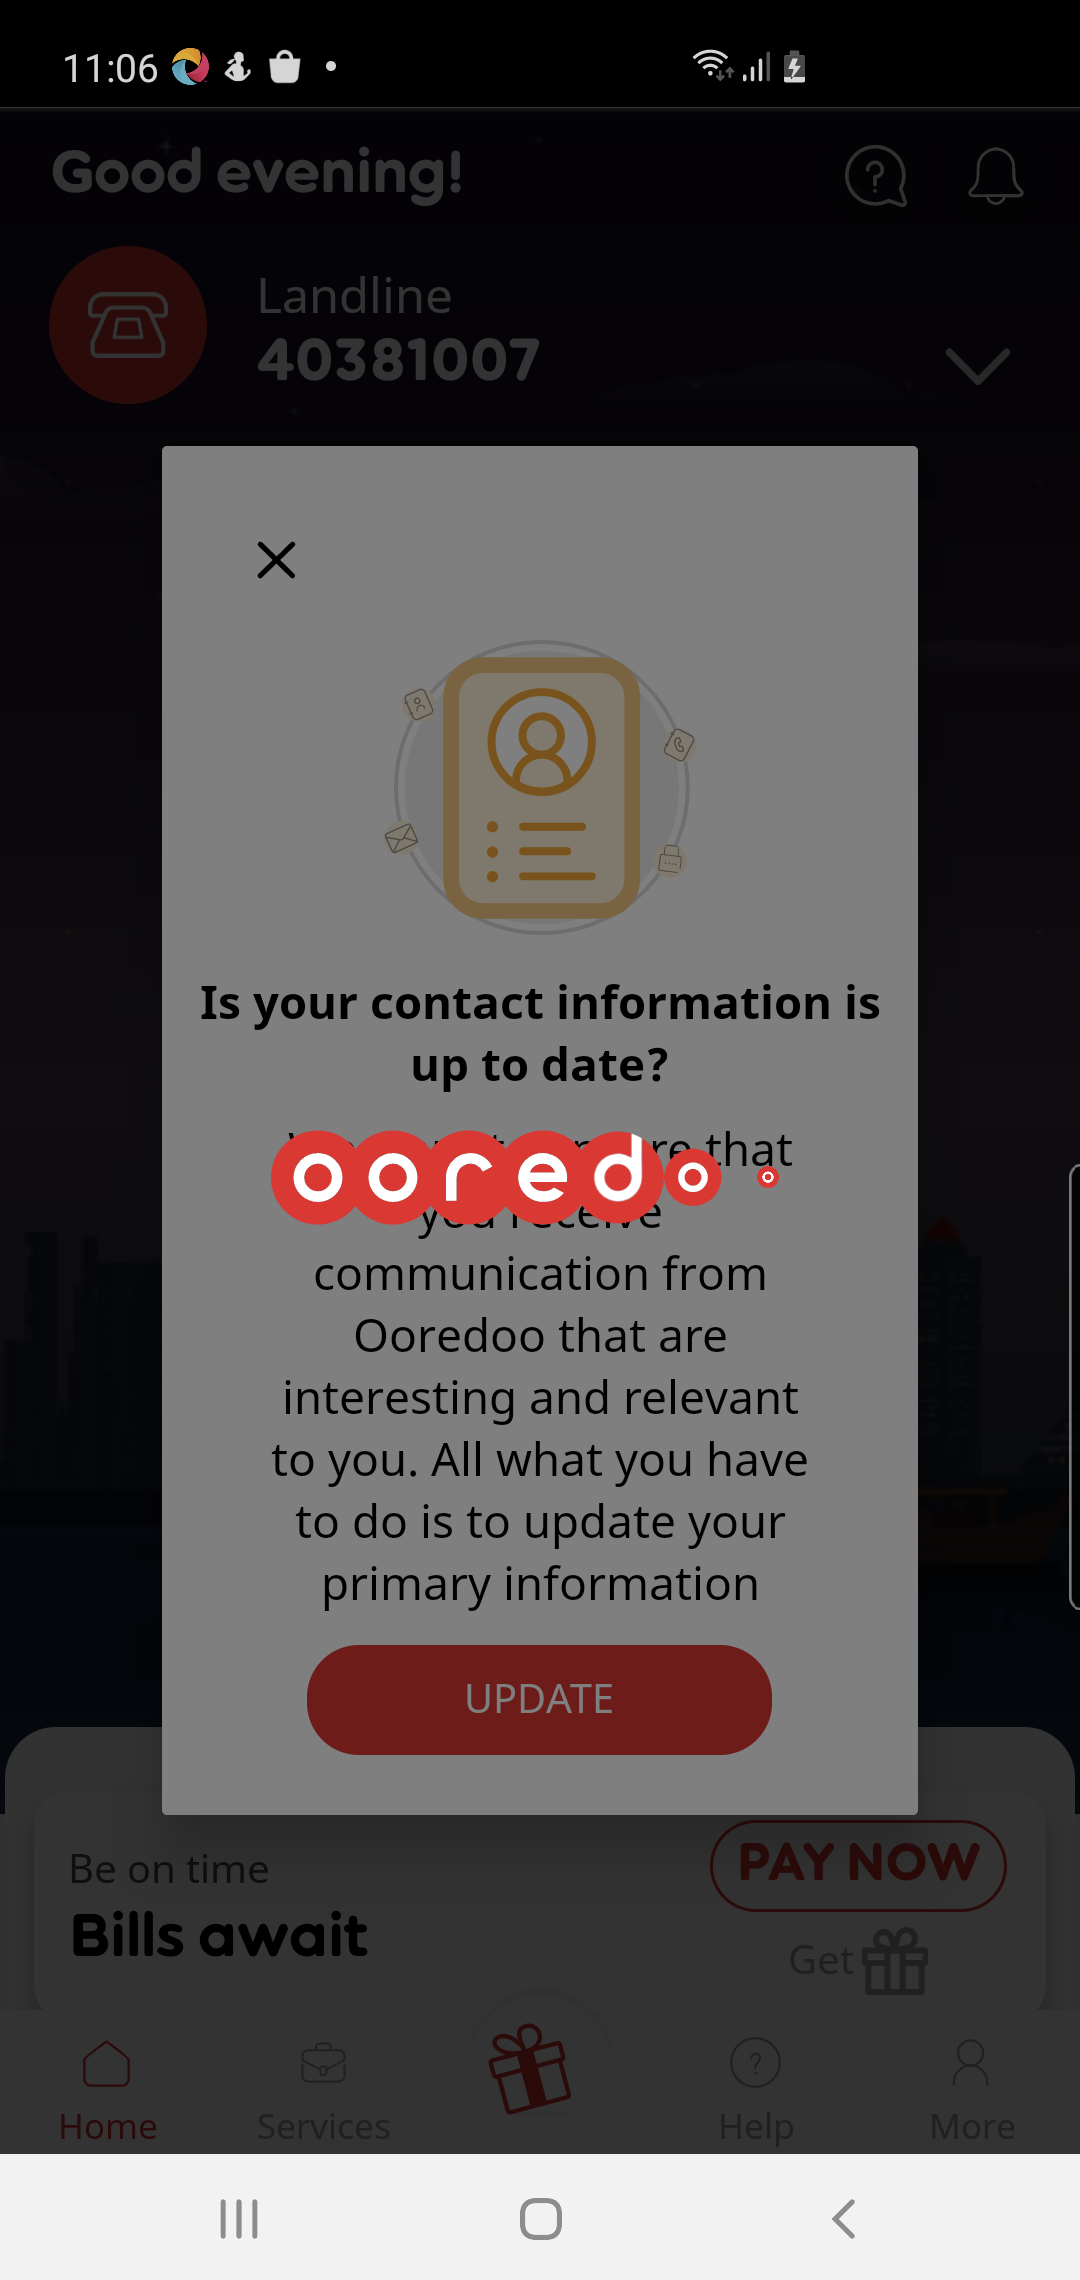 11:06
Good evening!
Landline
40381007
Is your contact information is
up to date?
that
ooredoo
you receive
communication from
Ooredoo that are
interesting and relevant
to you. All what you have
to do is to update your
primary information
UPDATE
Be on time
PAY NOW
Bills await
Get
Home
Services
Help
More